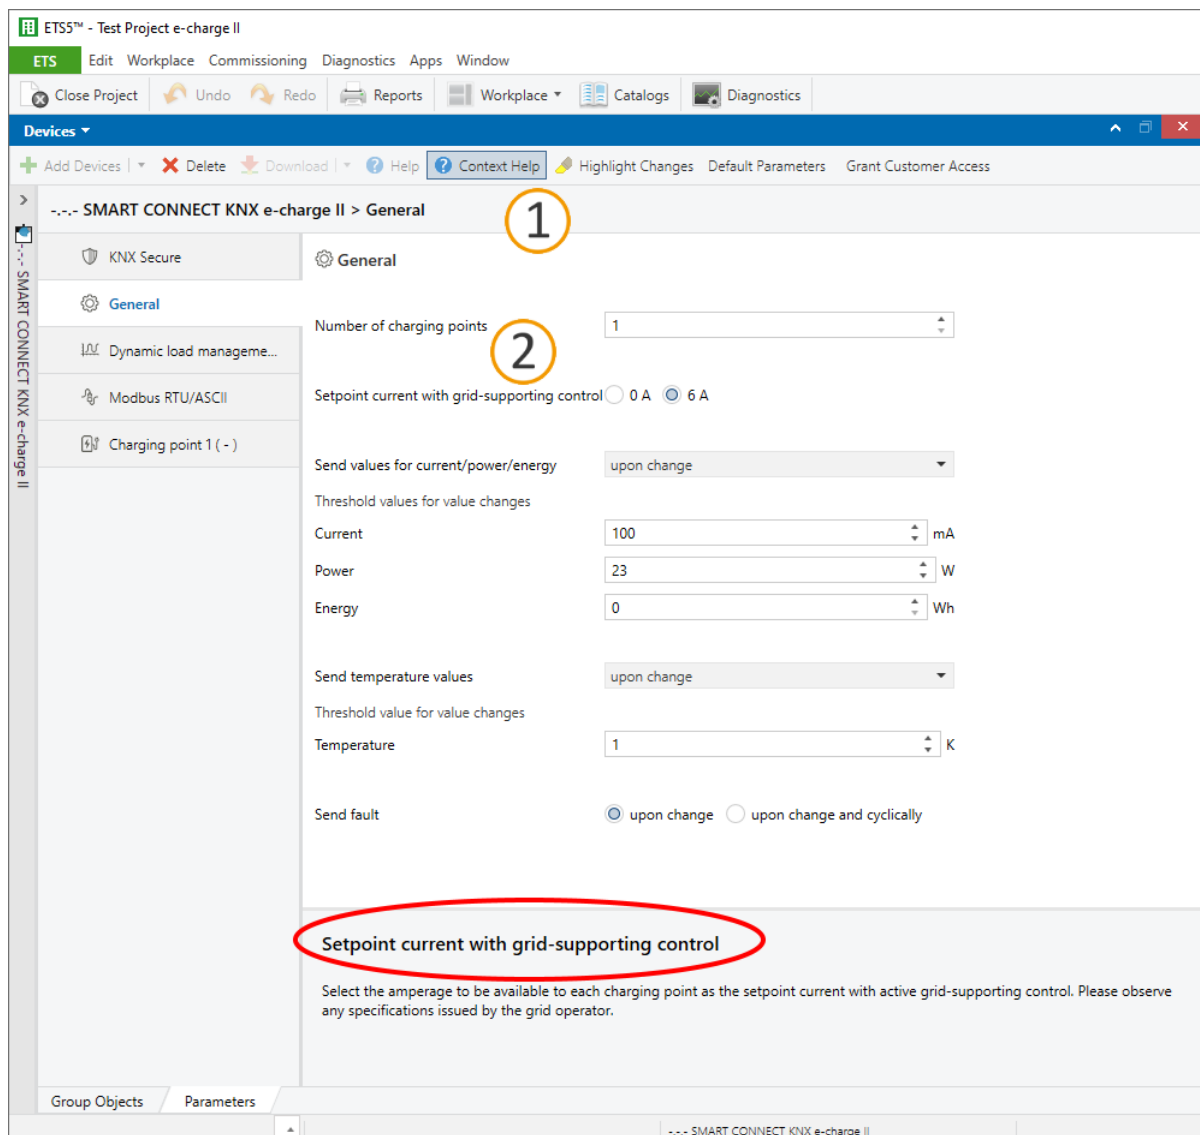 ETS5™ - Test Project e-charge II
ETS Edit Workplace Commissioning Diagnostics Apps Window
Close Project Undo Redo Reports Workplace Catalogs Diagnostics
Devices
Add Devices Delete Download Help Context Help Highlight Changes Default Parameters Grant Customer Access
-.-.- SMART CONNECT KNX e-charge II > General
1
-.-.- SMART CONNECT KNX e-charge II
KNX Secure
General
Dynamic load manageme...
Modbus RTU/ASCII
Charging point 1 ( - )
General
Number of charging points 1
2
Setpoint current with grid-supporting control 0 A 6 A
Send values for current/power/energy upon change
Threshold values for value changes
Current 100 mA
Power 23 W
Energy 0 Wh
Send temperature values upon change
Threshold value for value changes
Temperature 1 K
Send fault upon change upon change and cyclically
Setpoint current with grid-supporting control
Select the amperage to be available to each charging point as the setpoint current with active grid-supporting control. Please observe
any specifications issued by the grid operator.
Group Objects Parameters
-.-.- SMART CONNECT KNX e-charge II